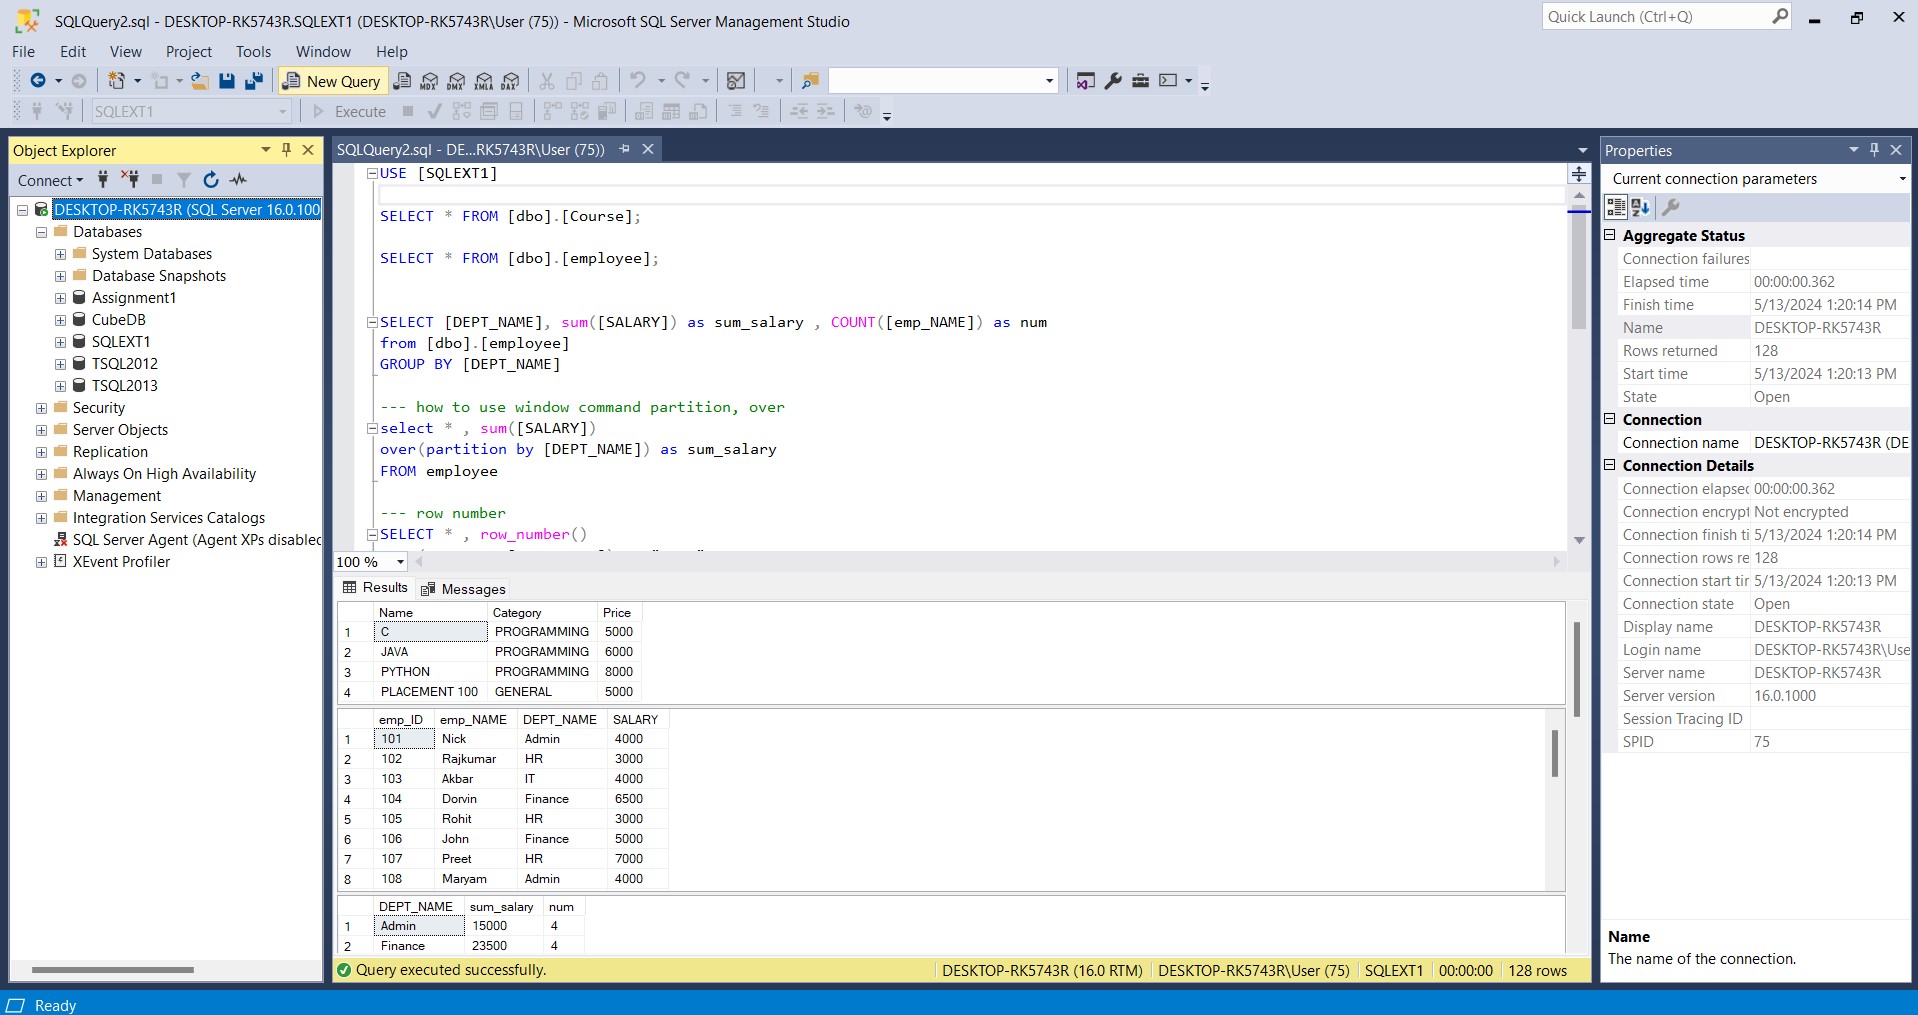 SQLQuery2.sql - DESKTOP-RK5743R.SQLEXT1 (DESKTOP-RK5743R\User (75)) - Microsoft SQL Server Management Studio
Quick Launch (Ctrl+Q)
File Edit View Project Tools Window Help
New Query MDX DMX XMLA DAX
SQLEXT1 Execute
Object Explorer
Connect
DESKTOP-RK5743R (SQL Server 16.0.100
Databases
System Databases
Database Snapshots
Assignment1
CubeDB
SQLEXT1
TSQL2012
TSQL2013
Security
Server Objects
Replication
Always On High Availability
Management
Integration Services Catalogs
SQL Server Agent (Agent XPs disabled
XEvent Profiler
SQLQuery2.sql - DE...RK5743R\User (75))
USE [SQLEXT1]
SELECT * FROM [dbo].[Course];
SELECT * FROM [dbo].[employee];
SELECT [DEPT_NAME], sum([SALARY]) as sum_salary , COUNT([emp_NAME]) as num
from [dbo].[employee]
GROUP BY [DEPT_NAME]
--- how to use window command partition, over
select * , sum([SALARY])
over(partition by [DEPT_NAME]) as sum_salary
FROM employee
--- row number
SELECT * , row_number()
100 %
Results Messages
Name Category Price
1 C PROGRAMMING 5000
2 JAVA PROGRAMMING 6000
3 PYTHON PROGRAMMING 8000
4 PLACEMENT 100 GENERAL 5000
emp_ID emp_NAME DEPT_NAME SALARY
1 101 Nick Admin 4000
2 102 Rajkumar HR 3000
3 103 Akbar IT 4000
4 104 Dorvin Finance 6500
5 105 Rohit HR 3000
6 106 John Finance 5000
7 107 Preet HR 7000
8 108 Maryam Admin 4000
DEPT_NAME sum_salary num
1 Admin 15000 4
2 Finance 23500 4
Query executed successfully. DESKTOP-RK5743R (16.0 RTM) DESKTOP-RK5743R\User (75) SQLEXT1 00:00:00 128 rows
Properties
Current connection parameters
Aggregate Status
Connection failures
Elapsed time 00:00:00.362
Finish time 5/13/2024 1:20:14 PM
Name DESKTOP-RK5743R
Rows returned 128
Start time 5/13/2024 1:20:13 PM
State Open
Connection
Connection name DESKTOP-RK5743R (DE
Connection Details
Connection elapsec 00:00:00.362
Connection encrypt Not encrypted
Connection finish ti 5/13/2024 1:20:14 PM
Connection rows re 128
Connection start tir 5/13/2024 1:20:13 PM
Connection state Open
Display name DESKTOP-RK5743R
Login name DESKTOP-RK5743R\Use
Server name DESKTOP-RK5743R
Server version 16.0.1000
Session Tracing ID
SPID 75
Name
The name of the connection.
Ready